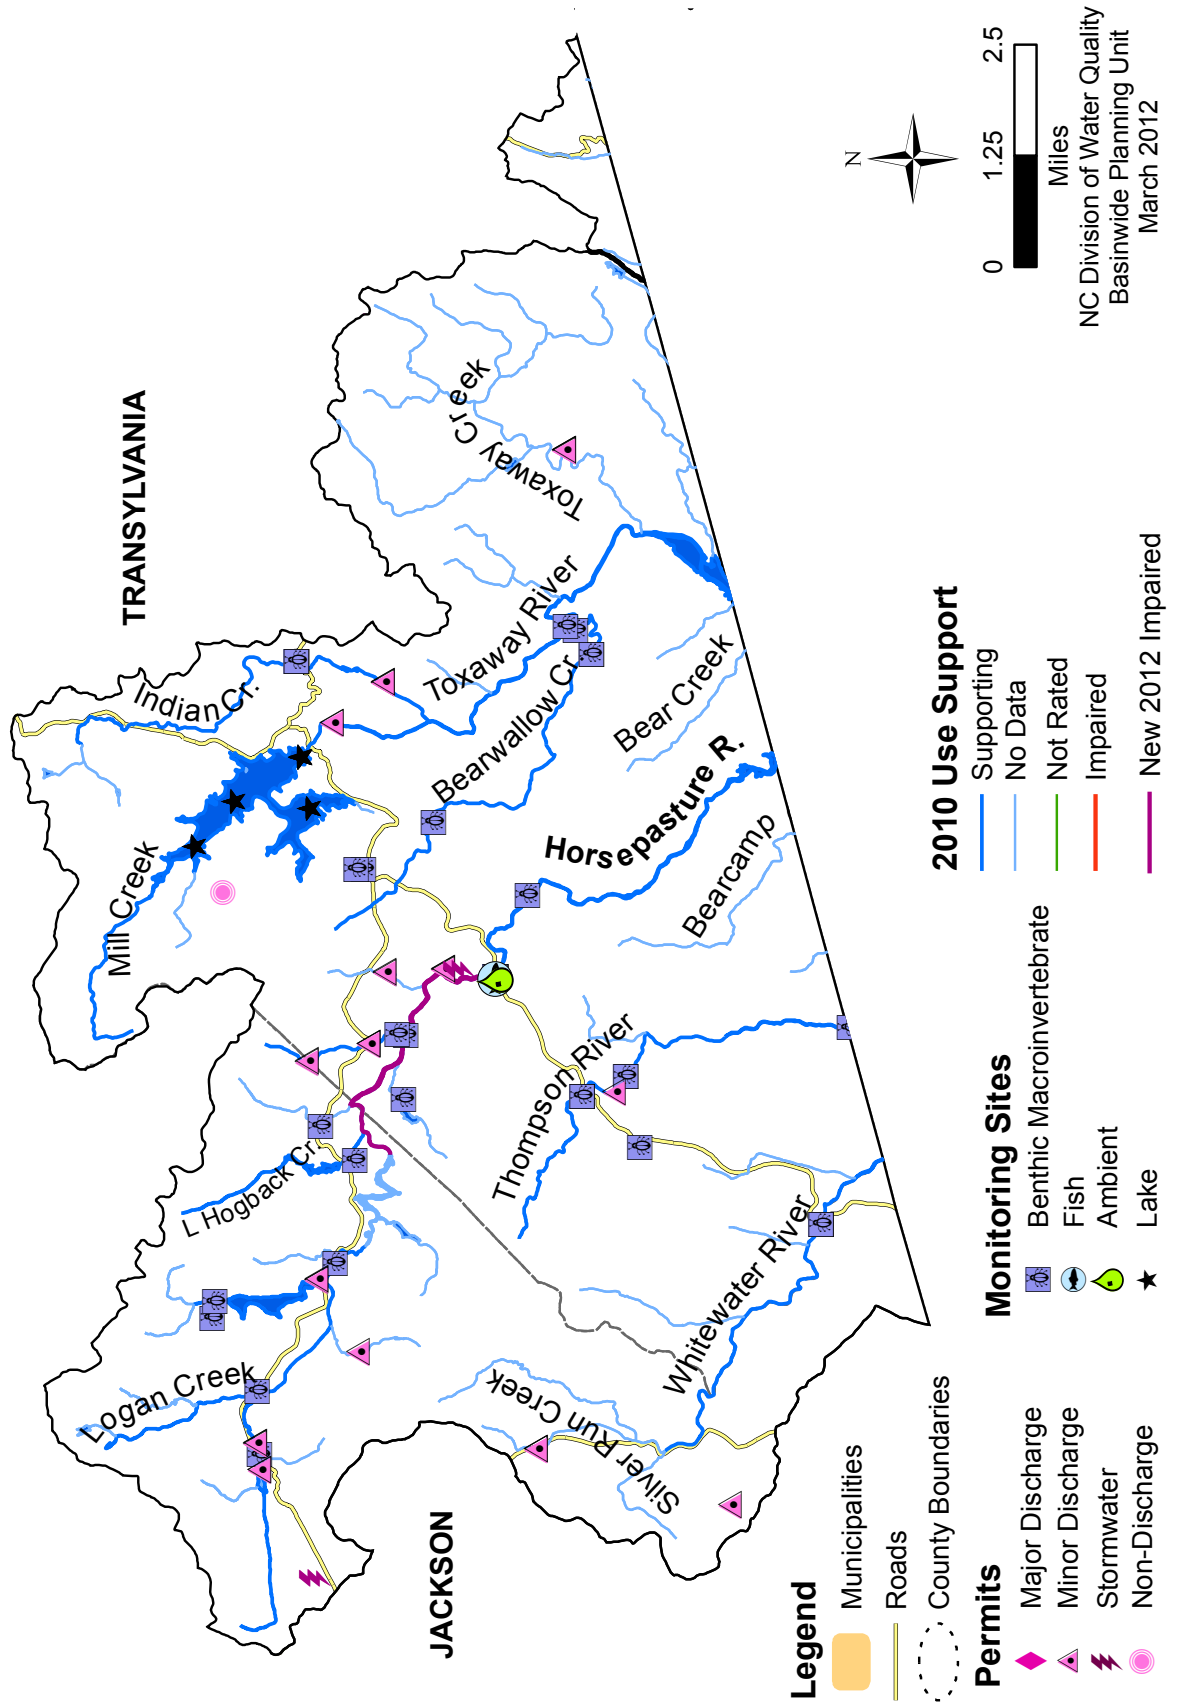 TRANSYLVANIA
JACKSON
Indian Cr.
Mill Creek
Toxaway Creek
Toxaway River
Bearwallow Cr.
Bear Creek
Horsepasture R.
Bearcamp
Thompson River
L Hogback Cr.
Logan Creek
Whitewater River
Silver Run Creek
N
0 1.25 2.5
Miles
NC Division of Water Quality
Basinwide Planning Unit
March 2012
Legend
Municipalities
Roads
County Boundaries
Permits
Major Discharge
Minor Discharge
Stormwater
Non-Discharge
Monitoring Sites
Benthic Macroinvertebrate
Fish
Ambient
Lake
2010 Use Support
Supporting
No Data
Not Rated
Impaired
New 2012 Impaired